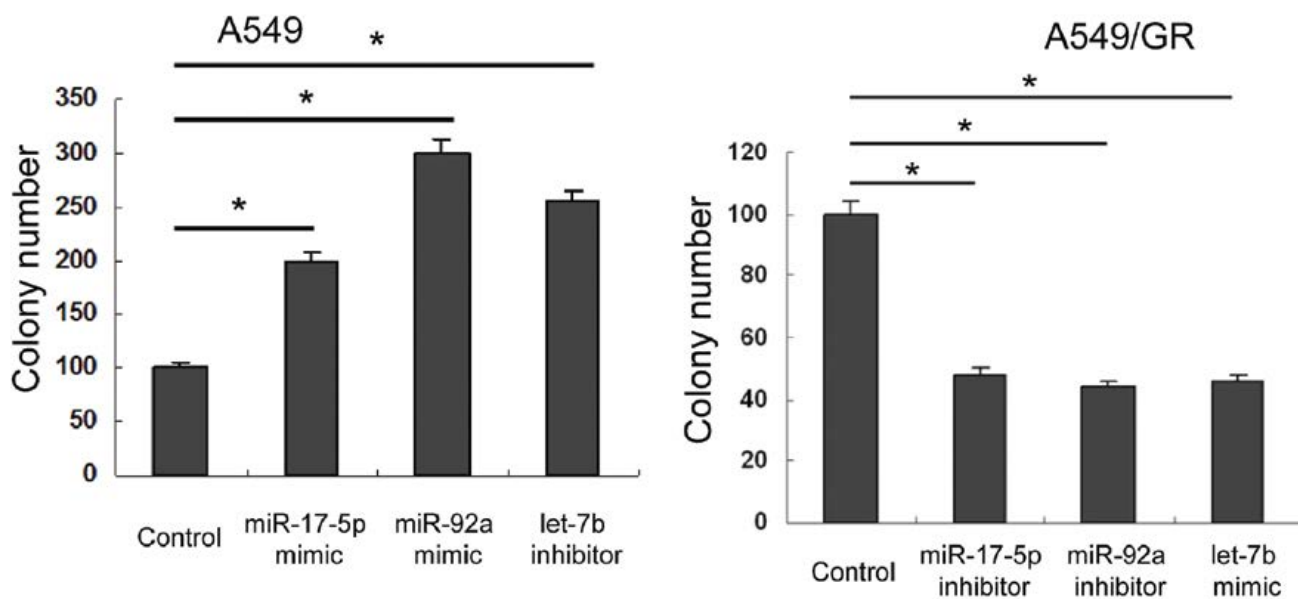 A549
*
*
*
Colony number
350
300
250
200
150
100
50
0
Control
miR-17-5p
mimic
miR-92a
mimic
let-7b
inhibitor
A549/GR
*
*
*
Colony number
120
100
80
60
40
20
0
Control
miR-17-5p
inhibitor
miR-92a
inhibitor
let-7b
mimic